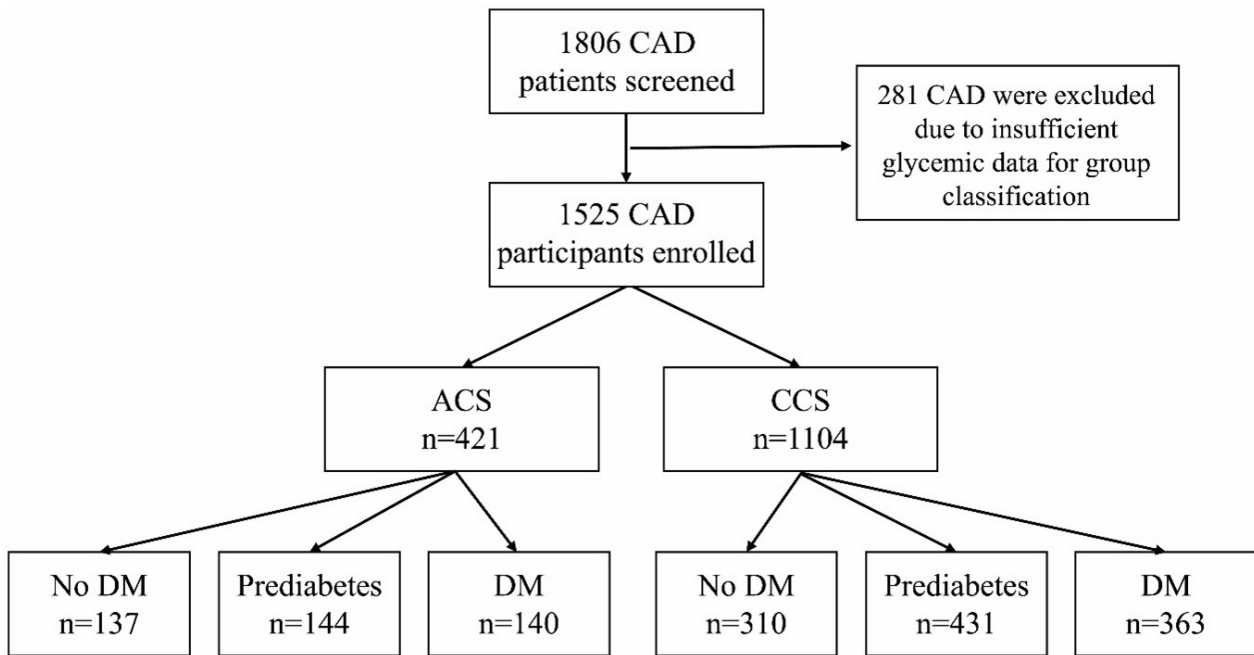 1806 CAD
patients screened
281 CAD were excluded
due to insufficient
glycemic data for group
classification
1525 CAD
participants enrolled
ACS
n=421
CCS
n=1104
No DM
n=137
Prediabetes
n=144
DM
n=140
No DM
n=310
Prediabetes
n=431
DM
n=363